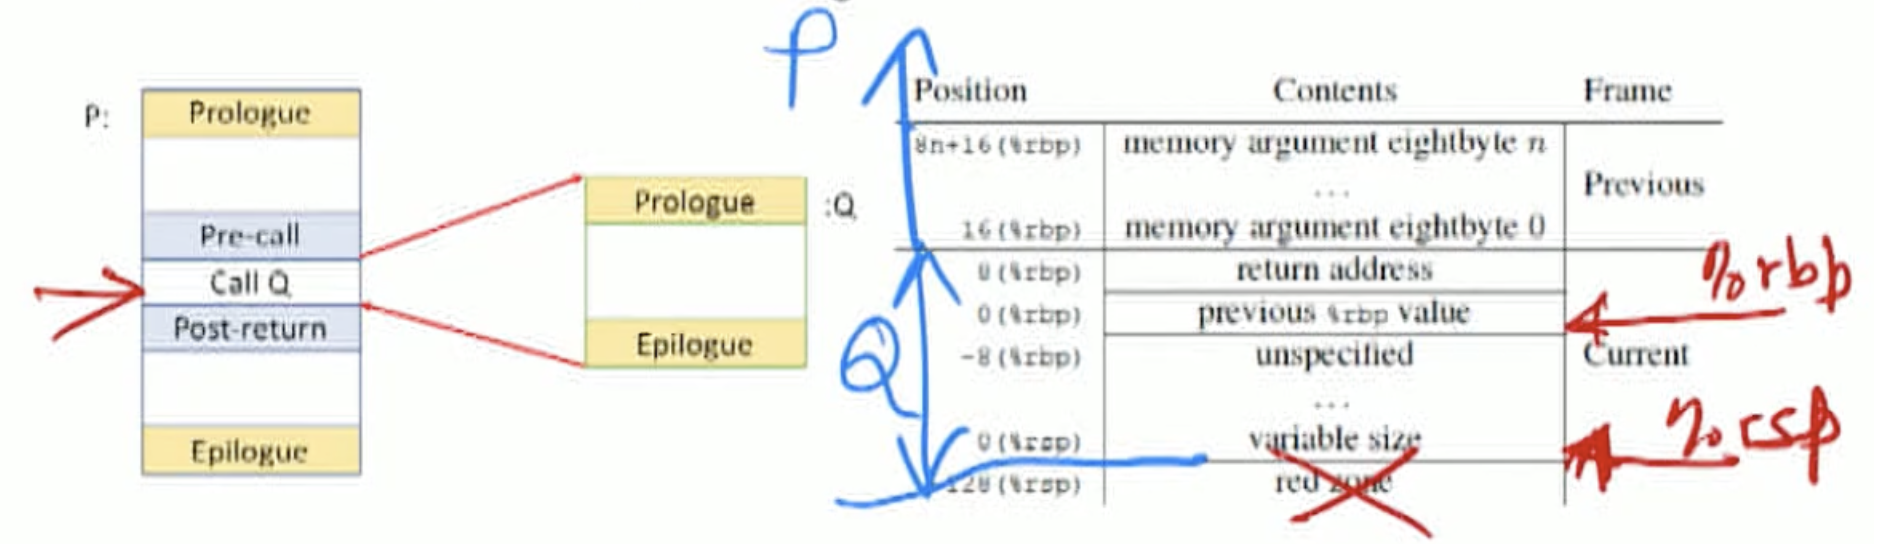 P
P:
Prologue
Pre-call
Call Q
Post-return
Epilogue
Prologue
:Q
Epilogue
Q
Position Contents Frame
8n+16(%rbp) memory argument eightbyte n
... Previous
16(%rbp) memory argument eightbyte 0
8(%rbp) return address
%rbp
0(%rbp) previous %rbp value
-8(%rbp) unspecified Current
...
0(%rsp) variable size
%rsp
128(%rsp) red zone